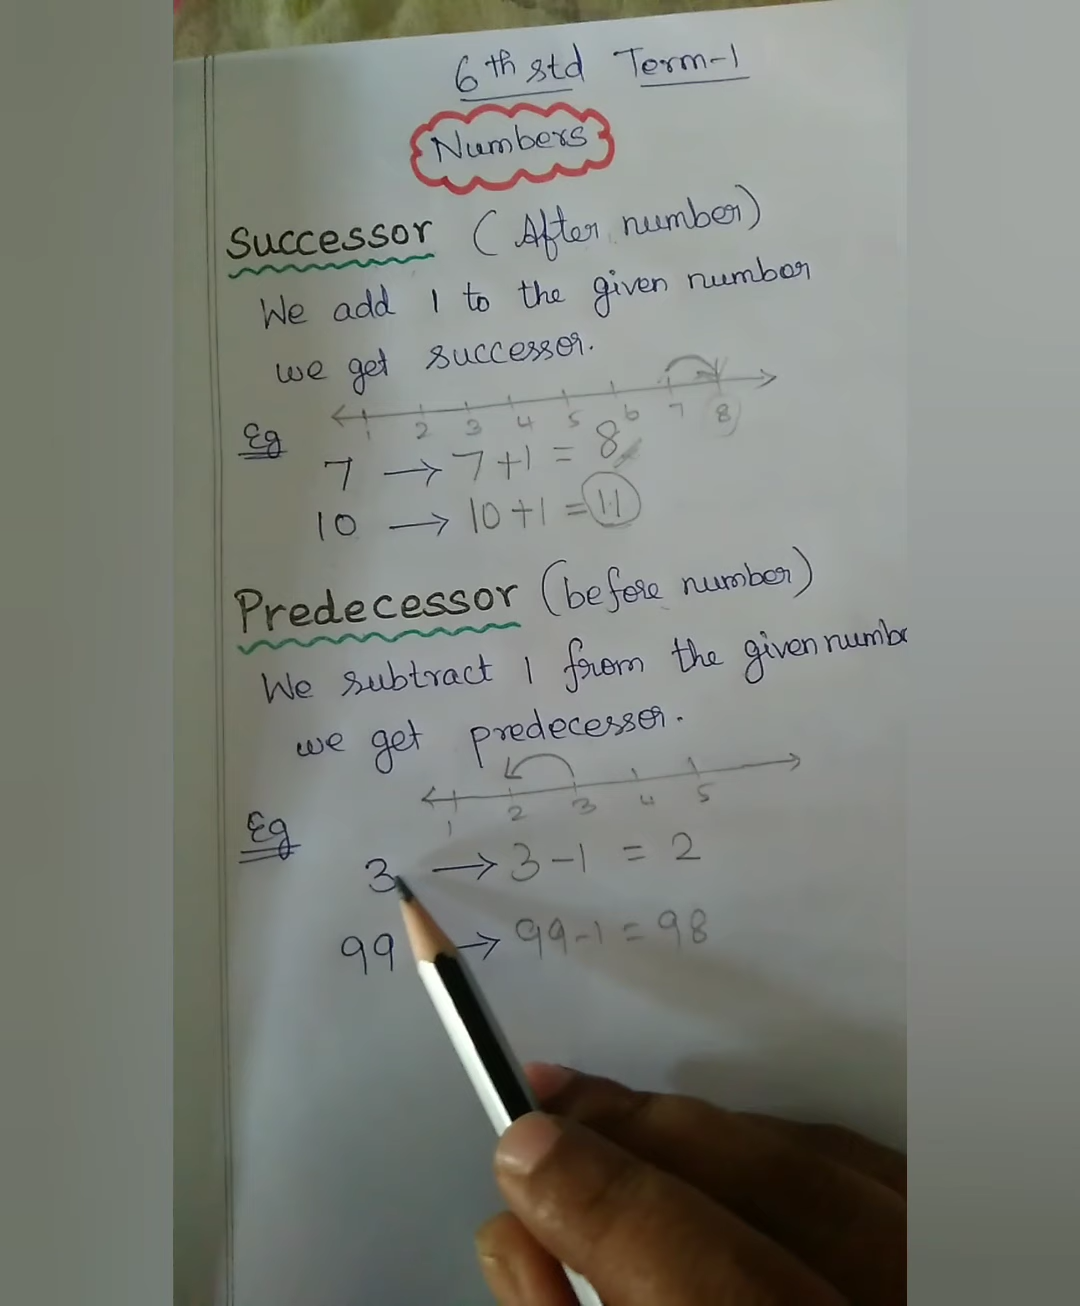 6th std Term-1
Numbers
Successor (After number)
We add 1 to the given number
we get successor.
1 2 3 4 5 6 7 8
Eg
7 → 7+1 = 8
10 → 10+1 = 11
Predecessor (before number)
We subtract 1 from the given numbe
we get predecessor.
1 2 3 4 5
Eg
3 → 3-1 = 2
99 → 99-1 = 98